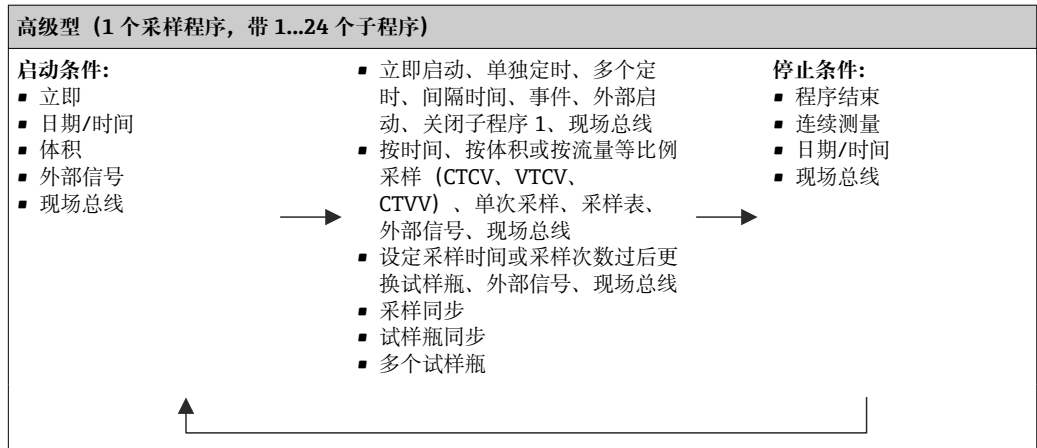 高级型（1 个采样程序，带 1...24 个子程序）
启动条件：
▪ 立即
▪ 日期/时间
▪ 体积
▪ 外部信号
▪ 现场总线
▪ 立即启动、单独定时、多个定
时、间隔时间、事件、外部启
动、关闭子程序 1、现场总线
▪ 按时间、按体积或按流量等比例
采样（CTCV、VTCV、
CTVV）、单次采样、采样表、
外部信号、现场总线
▪ 设定采样时间或采样次数过后更
换试样瓶、外部信号、现场总线
▪ 采样同步
▪ 试样瓶同步
▪ 多个试样瓶
停止条件：
▪ 程序结束
▪ 连续测量
▪ 日期/时间
▪ 现场总线